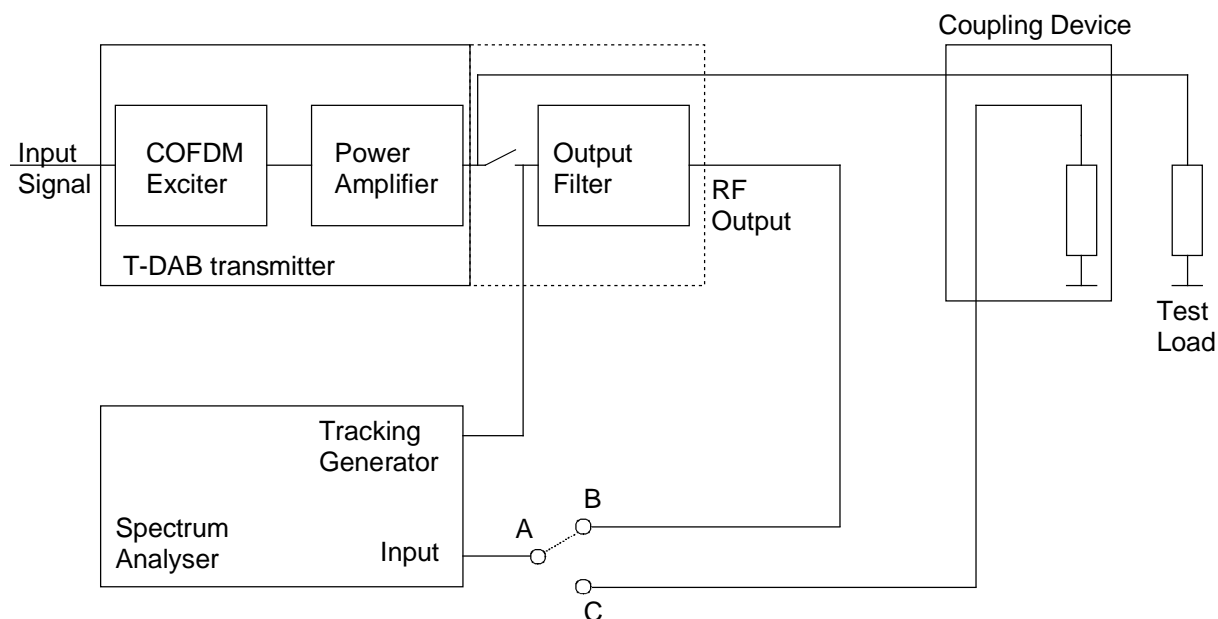 Coupling Device
Input
Signal
COFDM
Exciter
Power
Amplifier
Output
Filter
RF
Output
T-DAB transmitter
Test
Load
Tracking
Generator
Spectrum
Analyser
Input
A
B
C